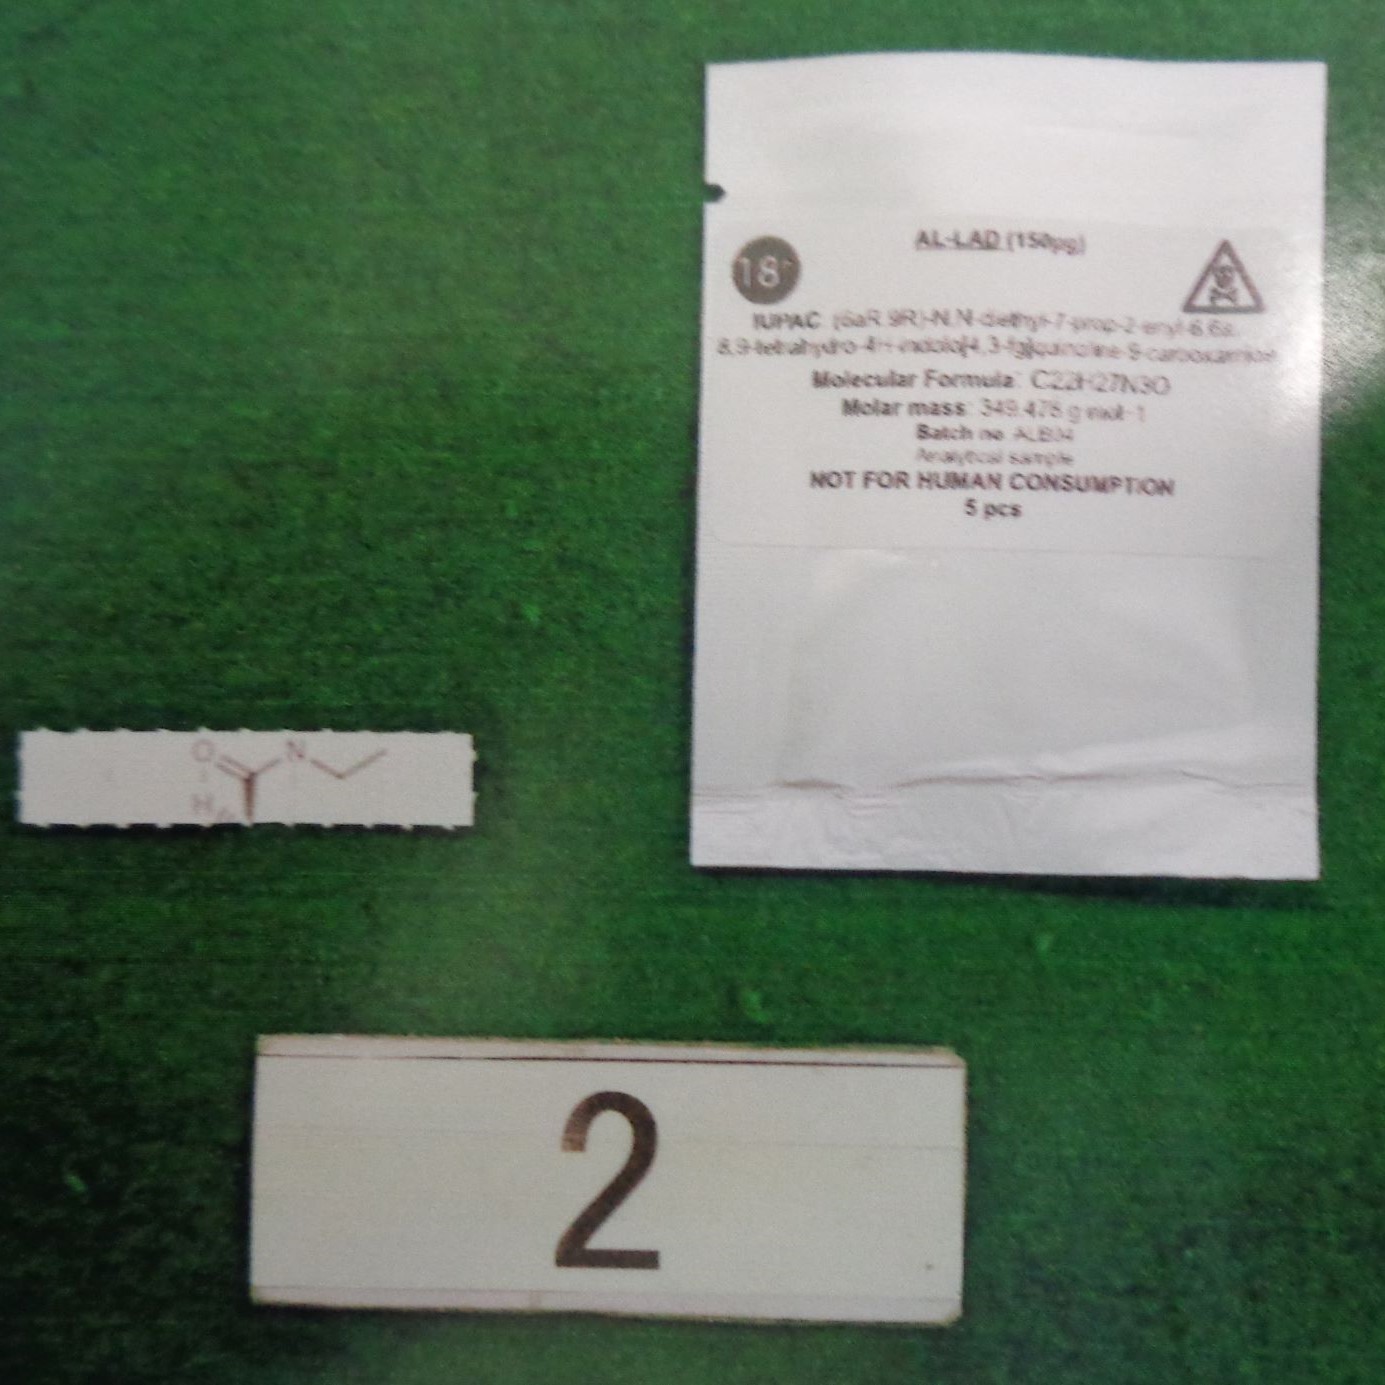 AL-LAD (150µg)
18+
IUPAC: (6aR,9R)-N,N-diethyl-7-prop-2-enyl-6,6a,
8,9-tetrahydro-4H-indolo[4,3-fg]quinoline-9-carboxamide
Molecular Formula: C22H27N3O
Molar mass: 349.478 g mol-1
Batch no ALB04
Analytical sample
NOT FOR HUMAN CONSUMPTION
5 pcs
O N
H
2